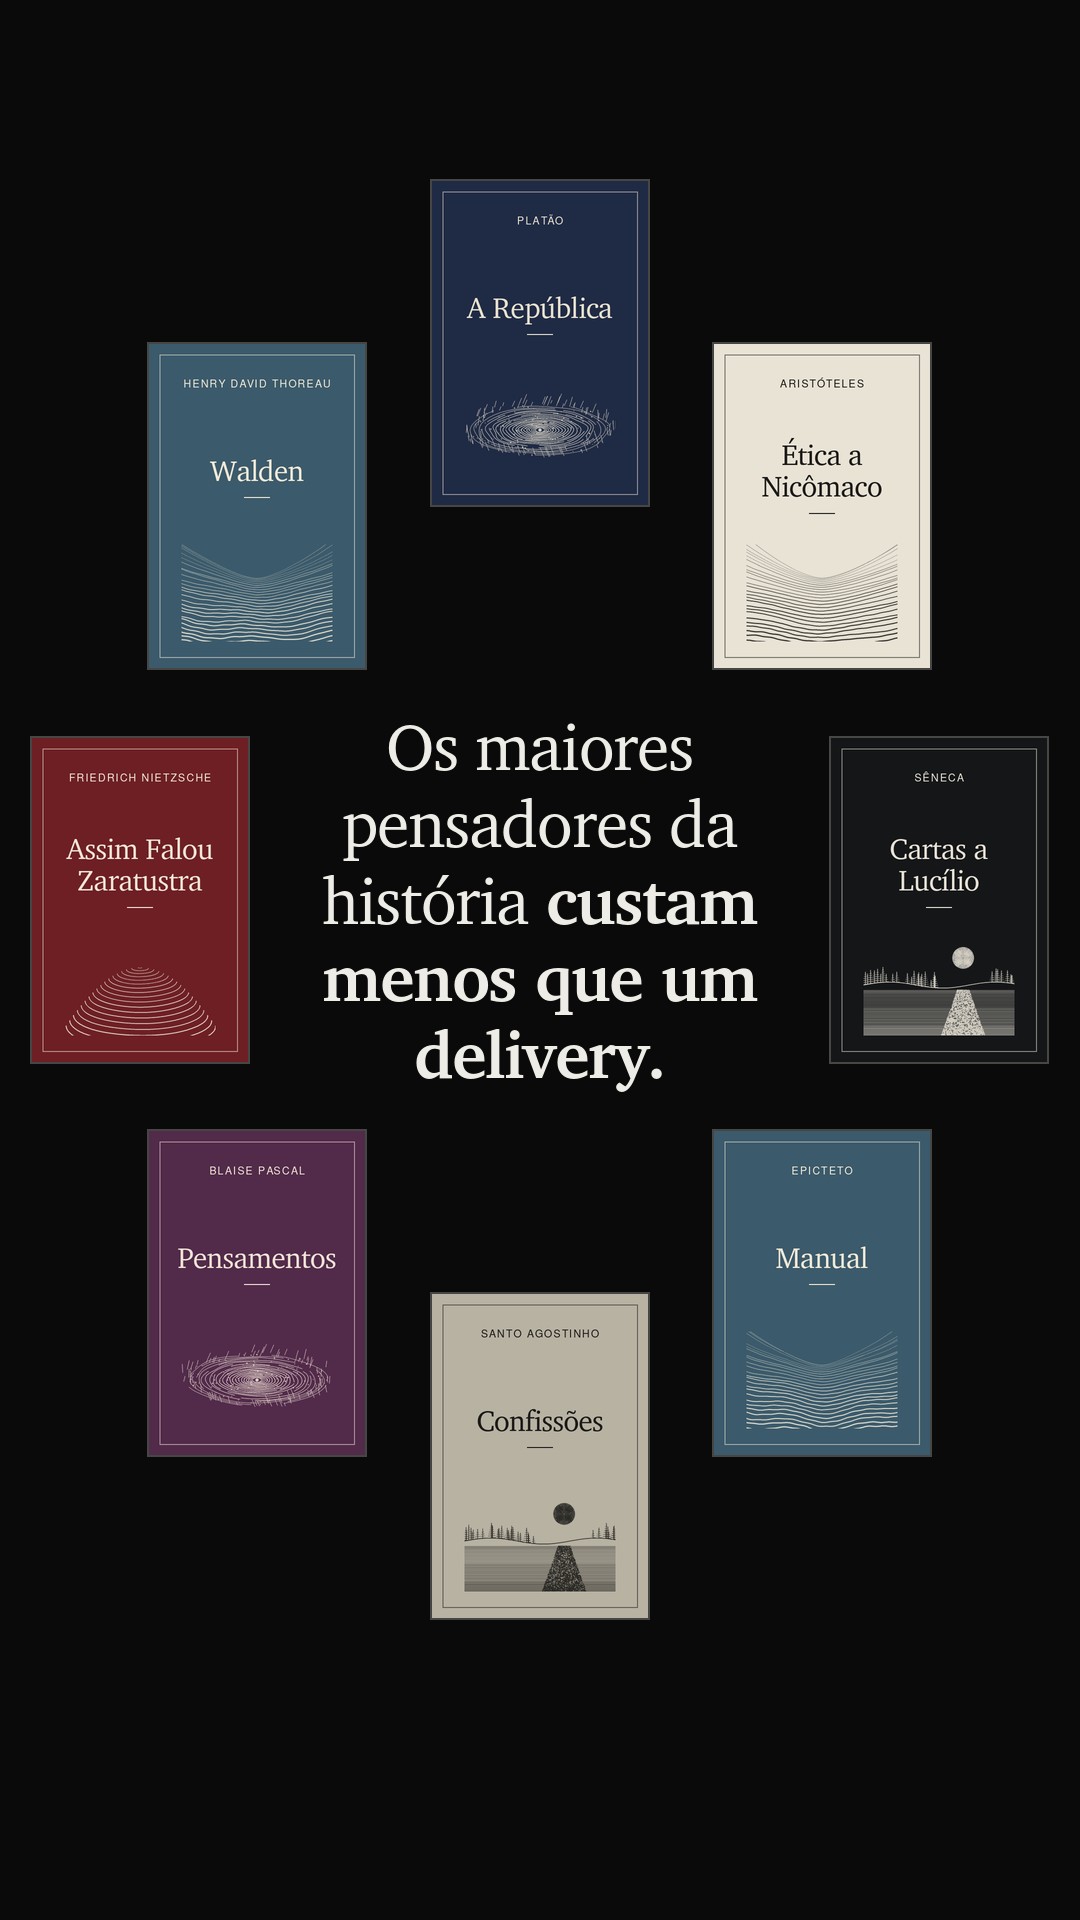 PLATÃO
A República
HENRY DAVID THOREAU
Walden
ARISTÓTELES
Ética a
Nicômaco
FRIEDRICH NIETZSCHE
Assim Falou
Zaratustra
Os maiores
pensadores da
história custam
menos que um
delivery.
SÊNECA
Cartas a
Lucílio
BLAISE PASCAL
Pensamentos
EPICTETO
Manual
SANTO AGOSTINHO
Confissões